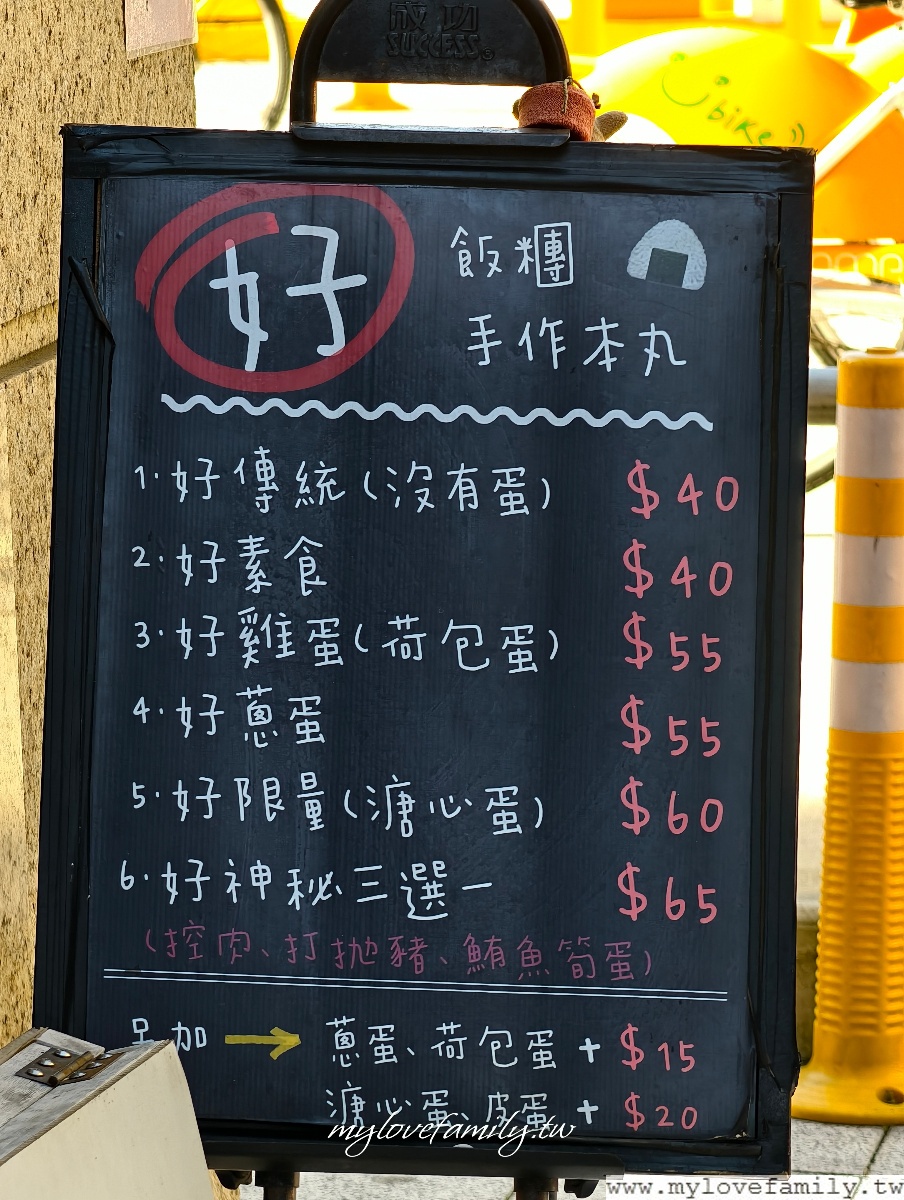 成功
SUCCESS®
bike
好 飯糰
手作本丸
1.好傳統(沒有蛋) $40
2.好素食 $40
3.好雞蛋(荷包蛋) $55
4.好蔥蛋 $55
5.好限量(溏心蛋) $60
6.好神秘三選一 $65
(控肉、打拋豬、鮪魚筍蛋)
另加 → 蔥蛋、荷包蛋 + $15
溏心蛋、皮蛋 + $20
mylovefamily.tw
www.mylovefamily.tw